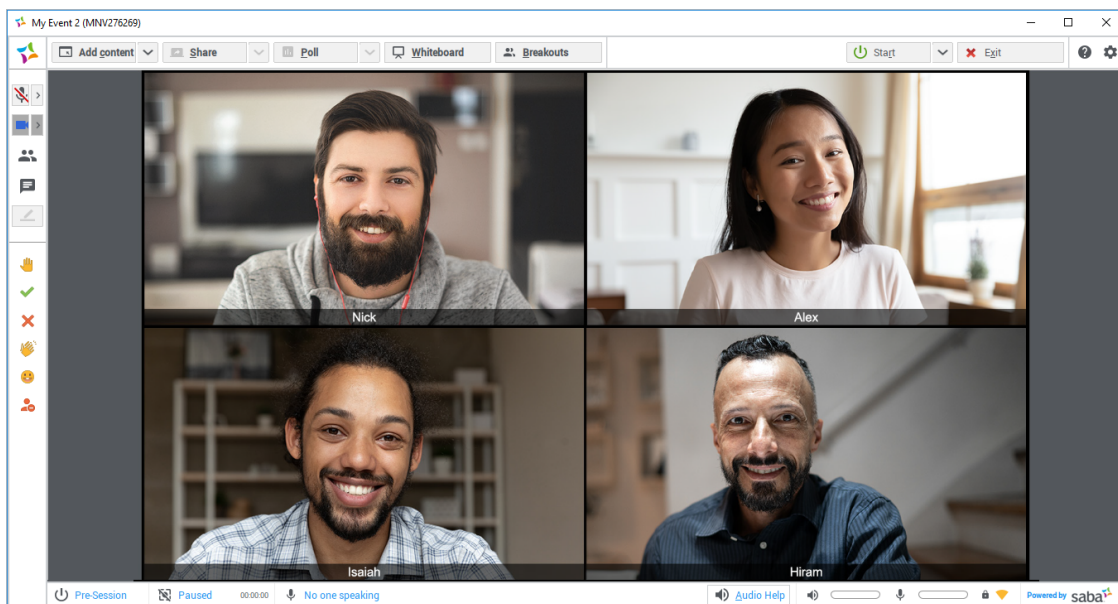 My Event 2 (MNV276269)
Add content
Share
Poll
Whiteboard
Breakouts
Start
Exit
Nick
Alex
Isaiah
Hiram
Pre-Session
Paused
00:00:00
No one speaking
Audio Help
Powered by saba